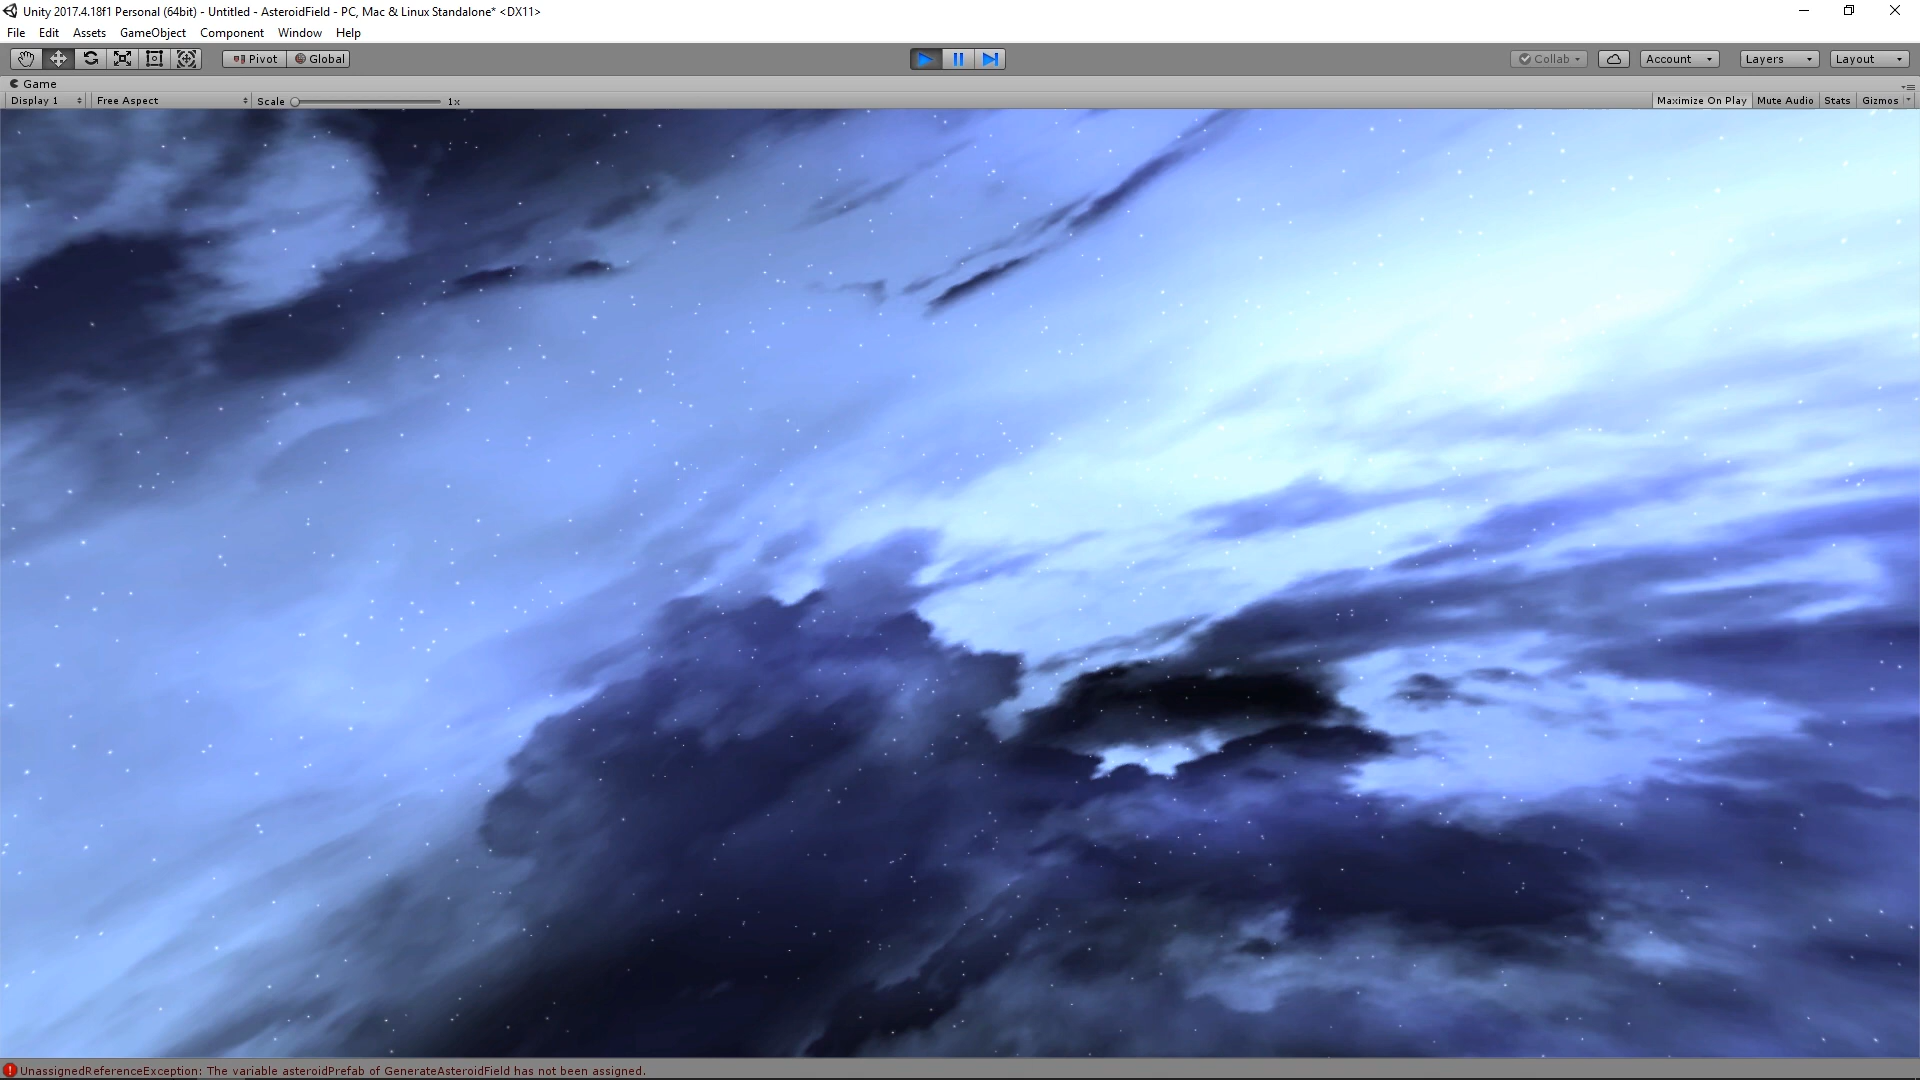 Unity 2017.4.18f1 Personal (64bit) - Untitled - AsteroidField - PC, Mac & Linux Standalone* <DX11>
File Edit Assets GameObject Component Window Help
Pivot Global Collab Account Layers Layout
Game
Display 1 Free Aspect Scale 1x Maximize On Play Mute Audio Stats Gizmos
UnassignedReferenceException: The variable asteroidPrefab of GenerateAsteroidField has not been assigned.